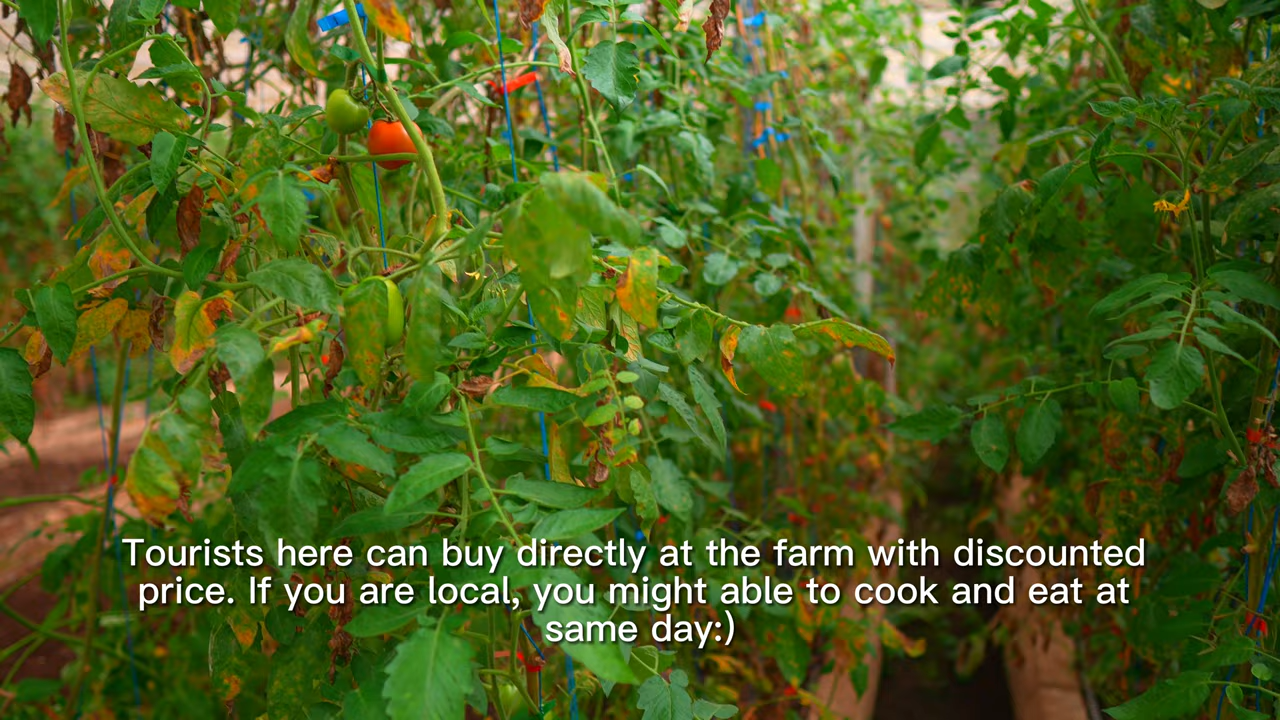 Tourists here can buy directly at the farm with discounted
price. If you are local, you might able to cook and eat at
same day:)